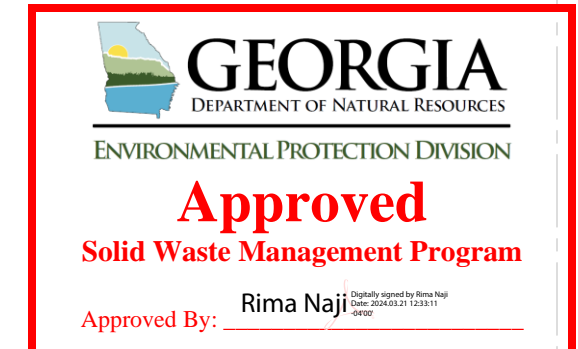 GEORGIA
DEPARTMENT OF NATURAL RESOURCES
ENVIRONMENTAL PROTECTION DIVISION
Approved
Solid Waste Management Program
Approved By: Rima Naji
Digitally signed by Rima Naji
Date: 2024.03.21 12:33:11
-04'00'